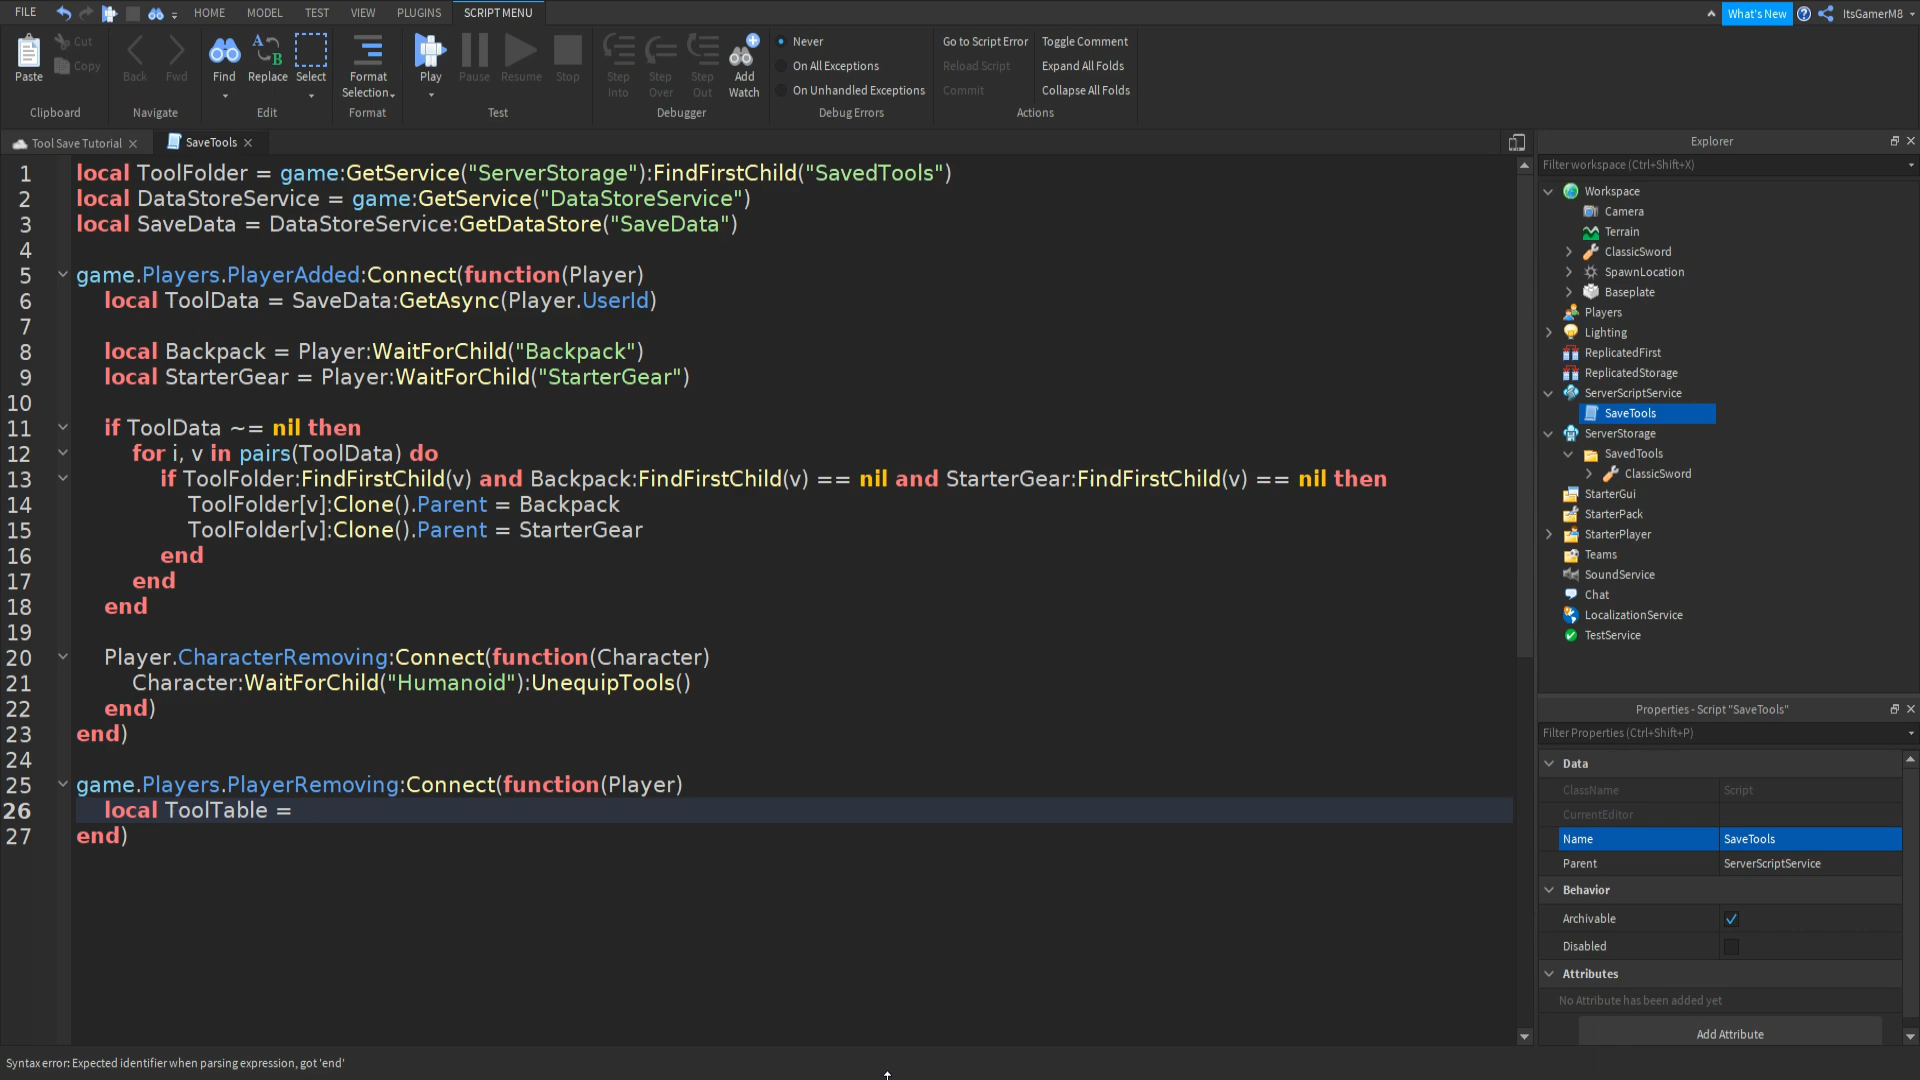 FILE HOME MODEL TEST VIEW PLUGINS SCRIPT MENU What's New ItsGamerM8
Paste Cut Copy
Clipboard
Back Fwd
Navigate
Find Replace Select
Edit
Format Selection
Format
Play Pause Resume Stop
Test
Step Into Step Over Step Out Add Watch
Debugger
Never
On All Exceptions
On Unhandled Exceptions
Debug Errors
Go to Script Error Toggle Comment
Reload Script Expand All Folds
Commit Collapse All Folds
Actions
Tool Save Tutorial SaveTools
1 local ToolFolder = game:GetService("ServerStorage"):FindFirstChild("SavedTools")
2 local DataStoreService = game:GetService("DataStoreService")
3 local SaveData = DataStoreService:GetDataStore("SaveData")
4
5 game.Players.PlayerAdded:Connect(function(Player)
6 local ToolData = SaveData:GetAsync(Player.UserId)
7
8 local Backpack = Player:WaitForChild("Backpack")
9 local StarterGear = Player:WaitForChild("StarterGear")
10
11 if ToolData ~= nil then
12 for i, v in pairs(ToolData) do
13 if ToolFolder:FindFirstChild(v) and Backpack:FindFirstChild(v) == nil and StarterGear:FindFirstChild(v) == nil then
14 ToolFolder[v]:Clone().Parent = Backpack
15 ToolFolder[v]:Clone().Parent = StarterGear
16 end
17 end
18 end
19
20 Player.CharacterRemoving:Connect(function(Character)
21 Character:WaitForChild("Humanoid"):UnequipTools()
22 end)
23 end)
24
25 game.Players.PlayerRemoving:Connect(function(Player)
26 local ToolTable =
27 end)
Explorer
Filter workspace (Ctrl+Shift+X)
Workspace
Camera
Terrain
ClassicSword
SpawnLocation
Baseplate
Players
Lighting
ReplicatedFirst
ReplicatedStorage
ServerScriptService
SaveTools
ServerStorage
SavedTools
ClassicSword
StarterGui
StarterPack
StarterPlayer
Teams
SoundService
Chat
LocalizationService
TestService
Properties - Script "SaveTools"
Filter Properties (Ctrl+Shift+P)
Data
ClassName Script
CurrentEditor
Name SaveTools
Parent ServerScriptService
Behavior
Archivable
Disabled
Attributes
No Attribute has been added yet
Add Attribute
Syntax error: Expected identifier when parsing expression, got 'end'